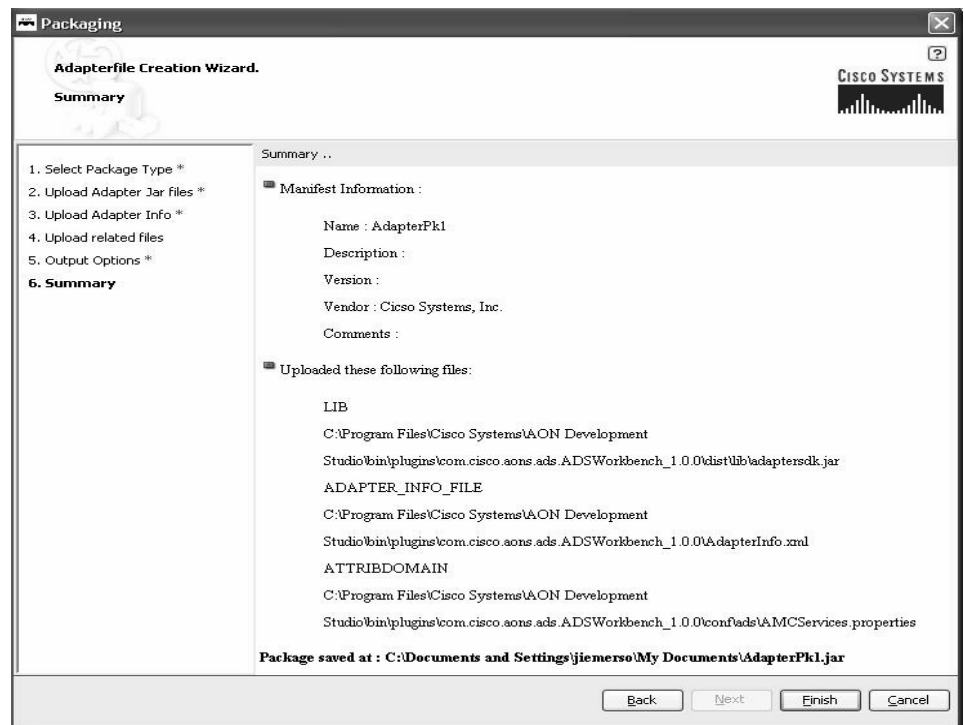 Packaging
Adapterfile Creation Wizard.
Summary
?
CISCO SYSTEMS
1. Select Package Type *
2. Upload Adapter Jar files *
3. Upload Adapter Info *
4. Upload related files
5. Output Options *
6. Summary
Summary ..
Manifest Information :
Name : AdapterPk1
Description :
Version :
Vendor : Cicso Systems, Inc.
Comments :
Uploaded these following files:
LIB
C:\Program Files\Cisco Systems\AON Development
Studio\bin\plugins\com.cisco.aons.ads.ADSWorkbench_1.0.0\dist\lib\adaptersdk.jar
ADAPTER_INFO_FILE
C:\Program Files\Cisco Systems\AON Development
Studio\bin\plugins\com.cisco.aons.ads.ADSWorkbench_1.0.0\AdapterInfo.xml
ATTRIBDOMAIN
C:\Program Files\Cisco Systems\AON Development
Studio\bin\plugins\com.cisco.aons.ads.ADSWorkbench_1.0.0\conf\ads\AMCServices.properties
Package saved at : C:\Documents and Settings\jiemerso\My Documents\AdapterPk1.jar
Back Next Finish Cancel